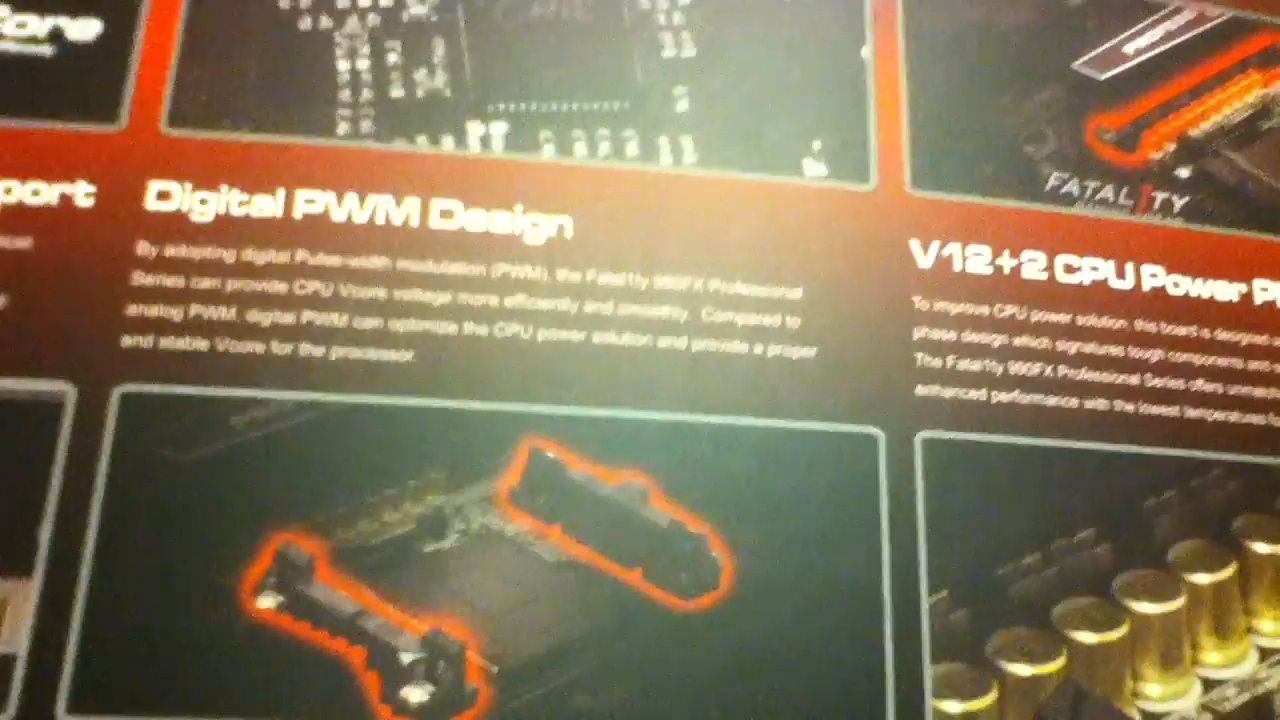 core
port
Digital PWM Design
By adopting digital Pulse-width modulation (PWM), the Fatal1ty 990FX Professional
Series can provide CPU Vcore voltage more efficiently and smoothly. Compared to
analog PWM, digital PWM can optimize the CPU power solution and provide a proper
and stable Vcore for the processor.
FATAL1TY
V12+2 CPU Power P
To improve CPU power solution, this board is designed
phase design which signatures tough components and
The Fatal1ty 990FX Professional Series offers
enhanced performance with the lowest temperatures